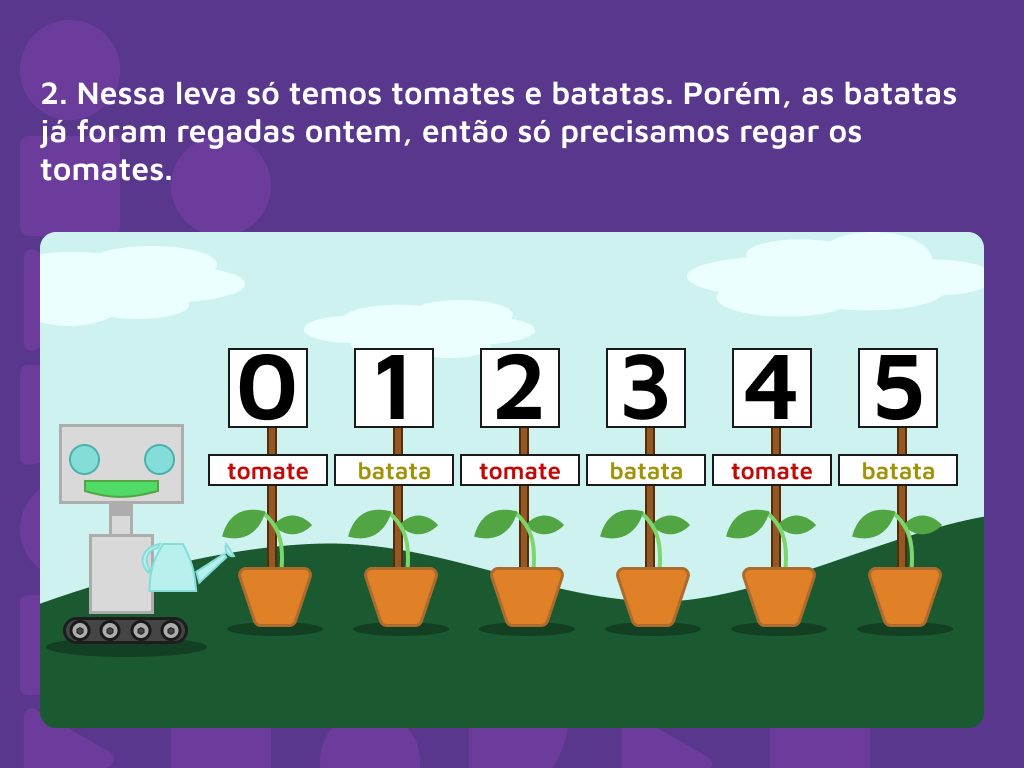 2. Nessa leva só temos tomates e batatas. Porém, as batatas
já foram regadas ontem, então só precisamos regar os
tomates.
0 1 2 3 4 5
tomate batata tomate batata tomate batata